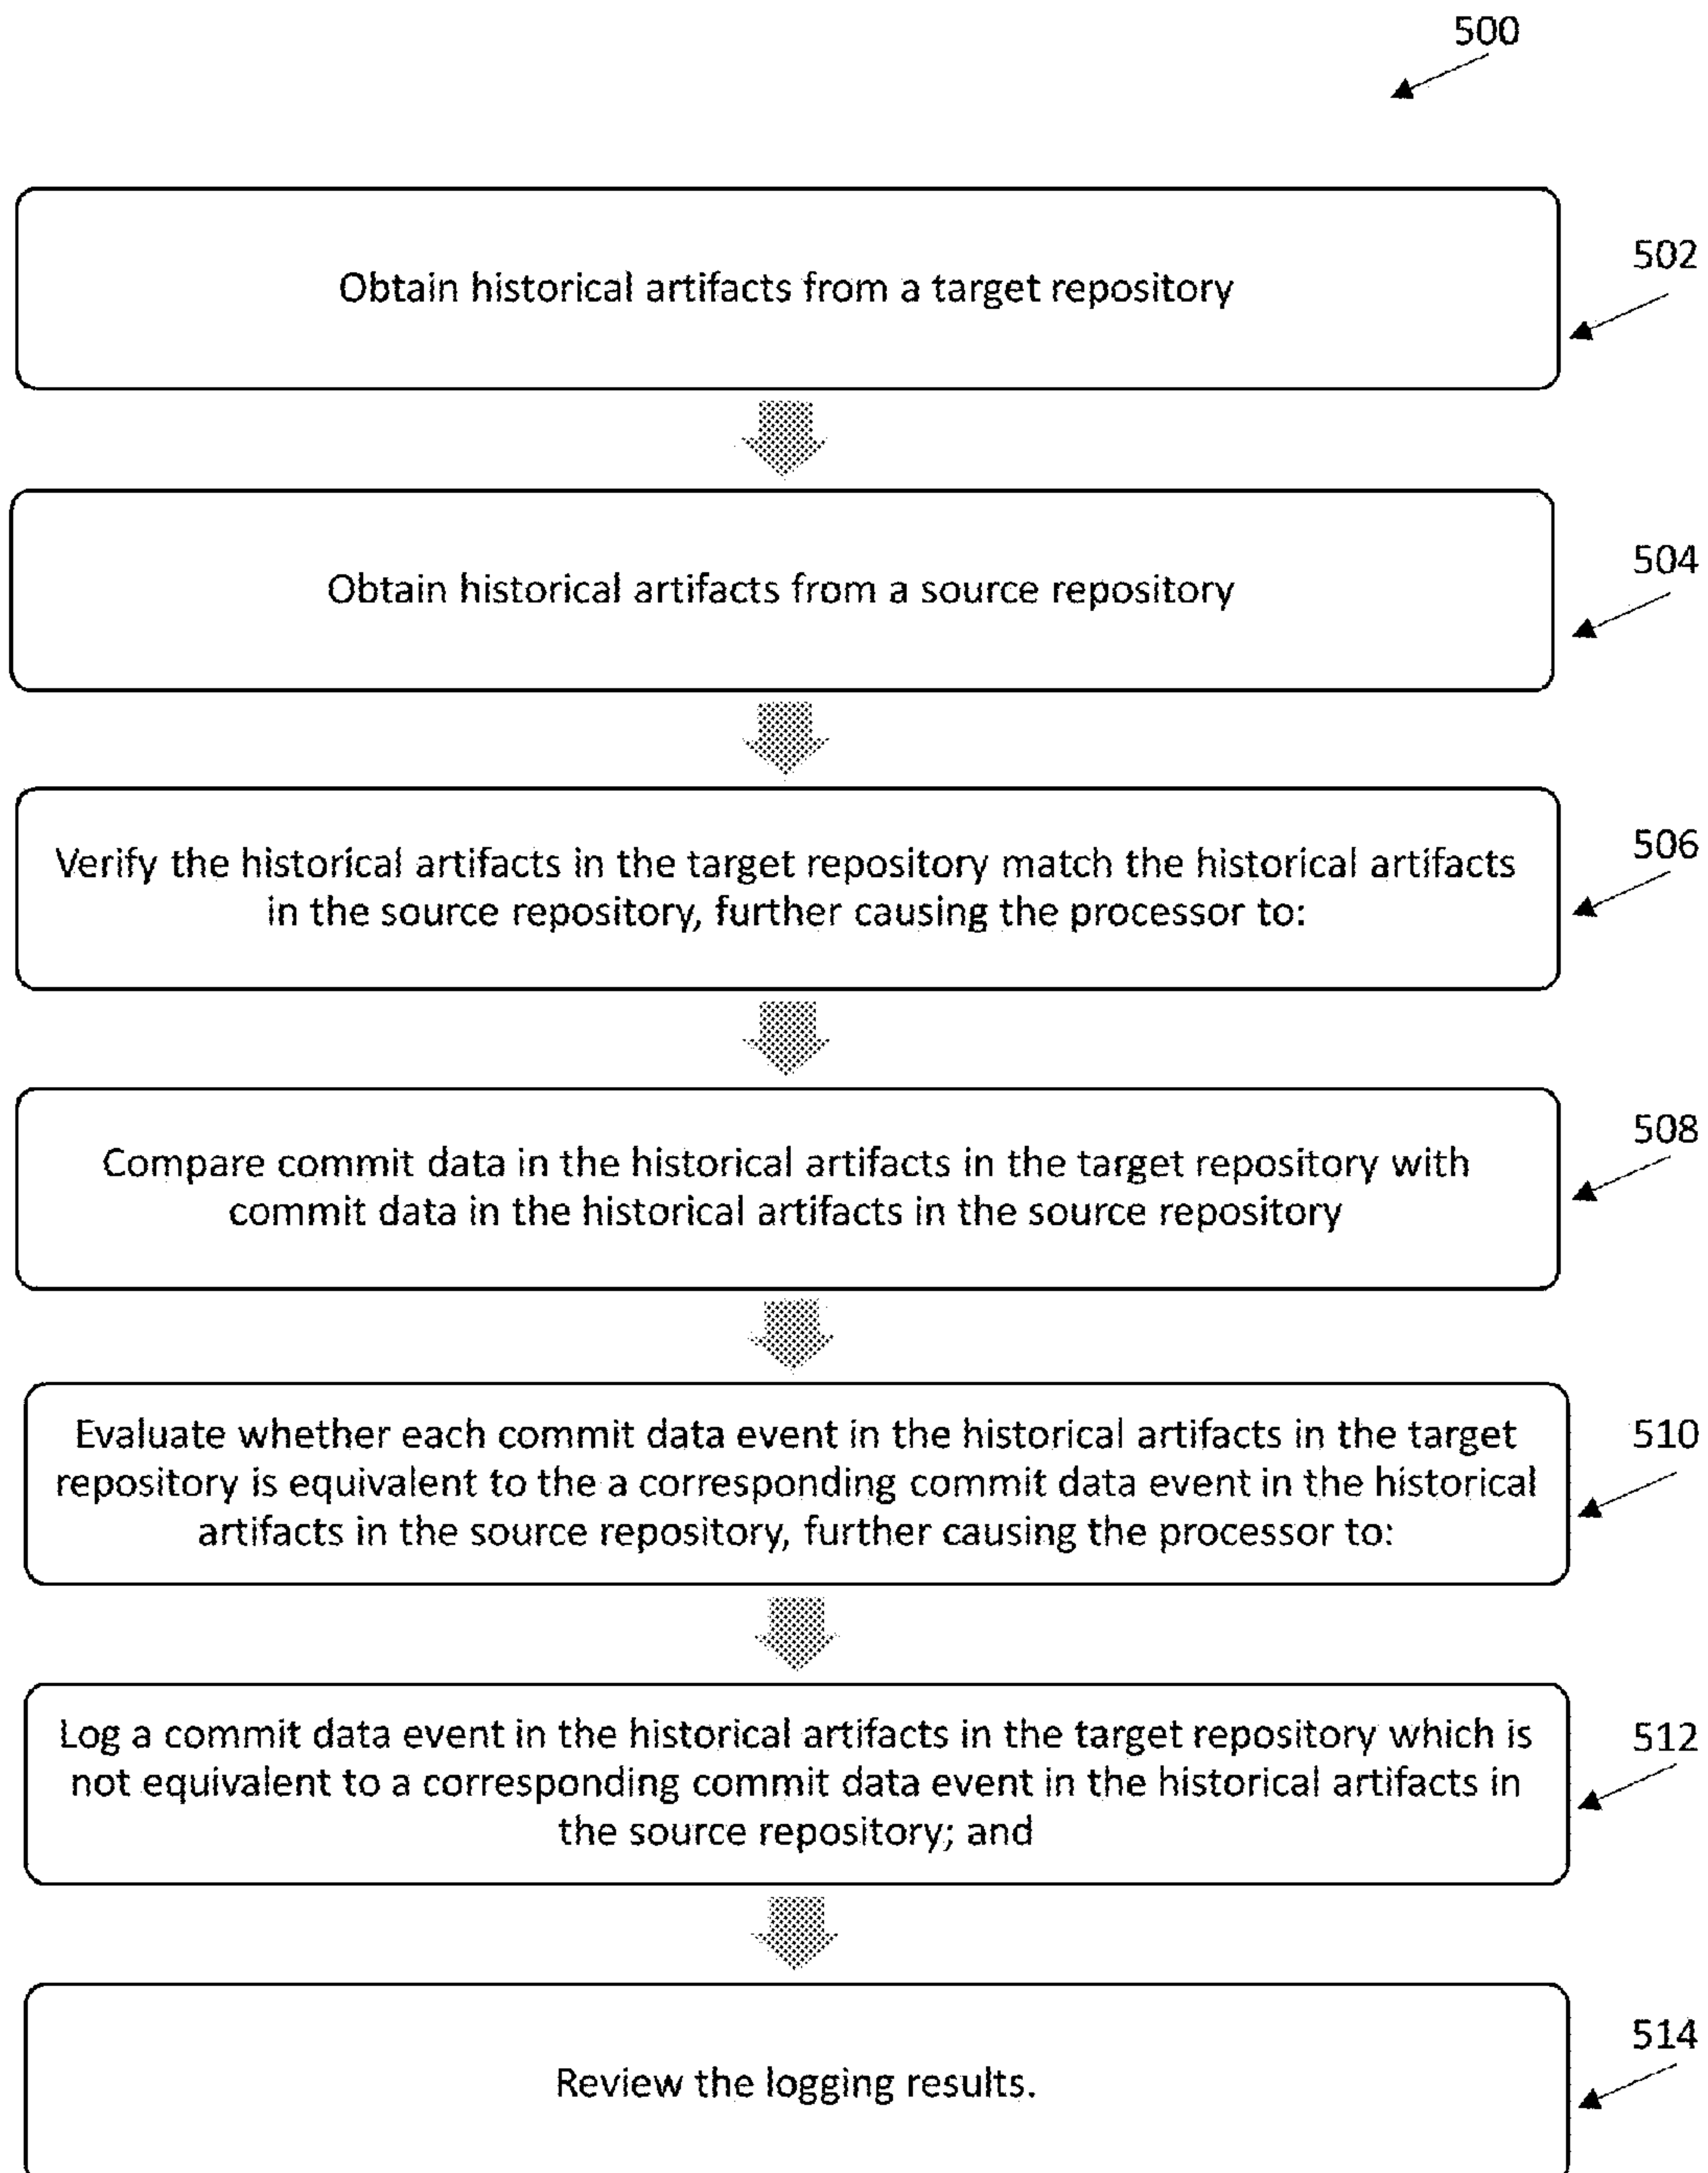 500
Obtain historical artifacts from a target repository
502
Obtain historical artifacts from a source repository
504
Verify the historical artifacts in the target repository match the historical artifacts
in the source repository, further causing the processor to:
506
Compare commit data in the historical artifacts in the target repository with
commit data in the historical artifacts in the source repository
508
Evaluate whether each commit data event in the historical artifacts in the target
repository is equivalent to the a corresponding commit data event in the historical
artifacts in the source repository, further causing the processor to:
510
Log a commit data event in the historical artifacts in the target repository which is
not equivalent to a corresponding commit data event in the historical artifacts in
the source repository; and
512
Review the logging results.
514